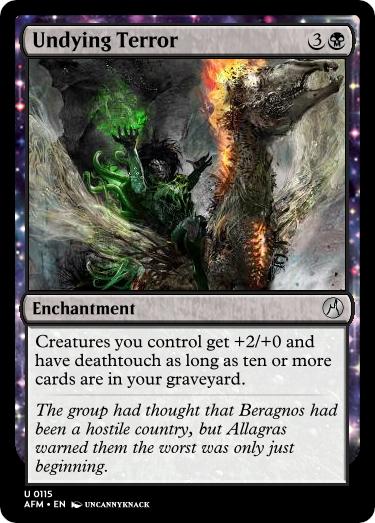 Undying Terror 3
Enchantment
Creatures you control get +2/+0 and
have deathtouch as long as ten or more
cards are in your graveyard.
The group had thought that Beragnos had
been a hostile country, but Allagras
warned them the worst was only just
beginning.
U 0115
AFM • EN UNCANNYKNACK